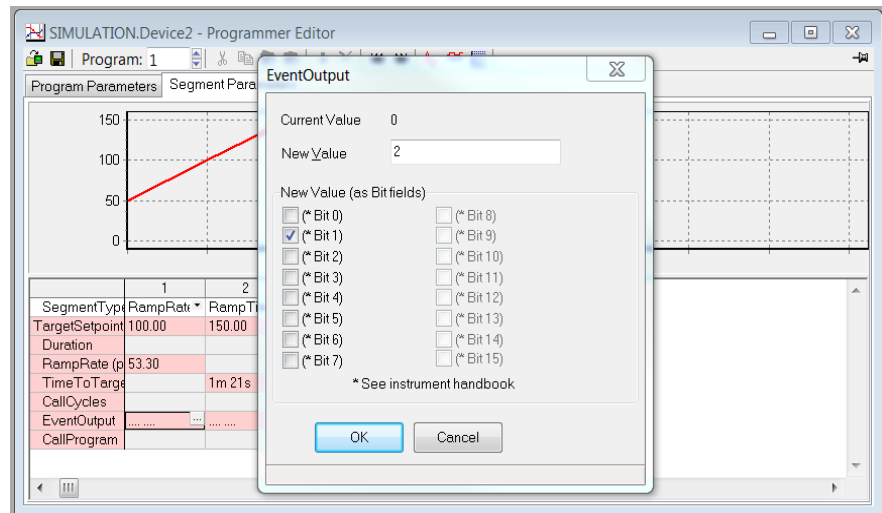 SIMULATION.Device2 - Programmer Editor
Program: 1
Program Parameters Segment Para
150
100
50
0
1 2
SegmentType RampRate RampTi
TargetSetpoint 100.00 150.00
Duration
RampRate (p 53.30
TimeToTarge 1m 21s
CallCycles
EventOutput .... .... ... .... ....
CallProgram
EventOutput
Current Value 0
New Value 2
New Value (as Bitfields)
(* Bit 0) (* Bit 8)
(* Bit 1) (* Bit 9)
(* Bit 2) (* Bit 10)
(* Bit 3) (* Bit 11)
(* Bit 4) (* Bit 12)
(* Bit 5) (* Bit 13)
(* Bit 6) (* Bit 14)
(* Bit 7) (* Bit 15)
* See instrument handbook
OK Cancel